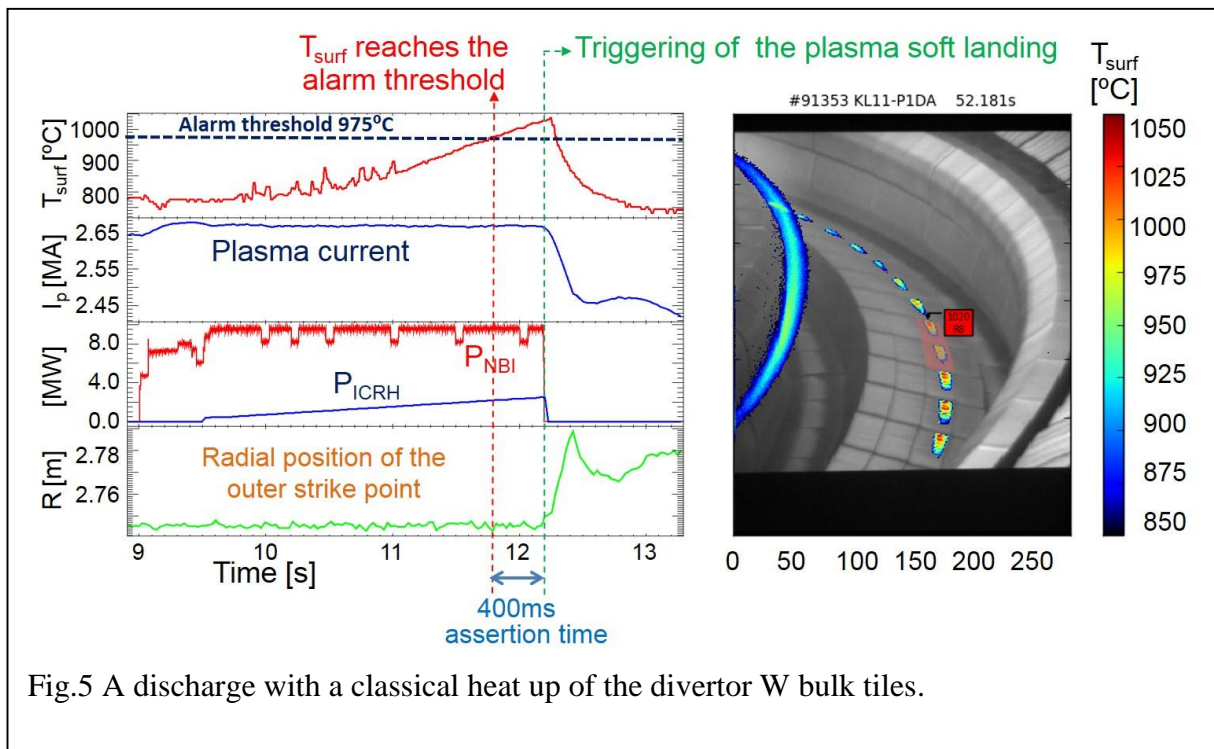 T_surf reaches the
alarm threshold
Triggering of the plasma soft landing
T_surf
[ºC]
#91353 KL11-P1DA 52.181s
Alarm threshold 975ºC
T_surf [ºC]
1000
900
800
Plasma current
I_p [MA]
2.65
2.55
2.45
P_NBI
P_ICRH
[MW]
8.0
4.0
0.0
Radial position of the
outer strike point
R [m]
2.78
2.76
9 10 11 12 13
Time [s]
400ms
assertion time
1020
R8
0 50 100 150 200 250
1050
1025
1000
975
950
925
900
875
850
Fig.5 A discharge with a classical heat up of the divertor W bulk tiles.